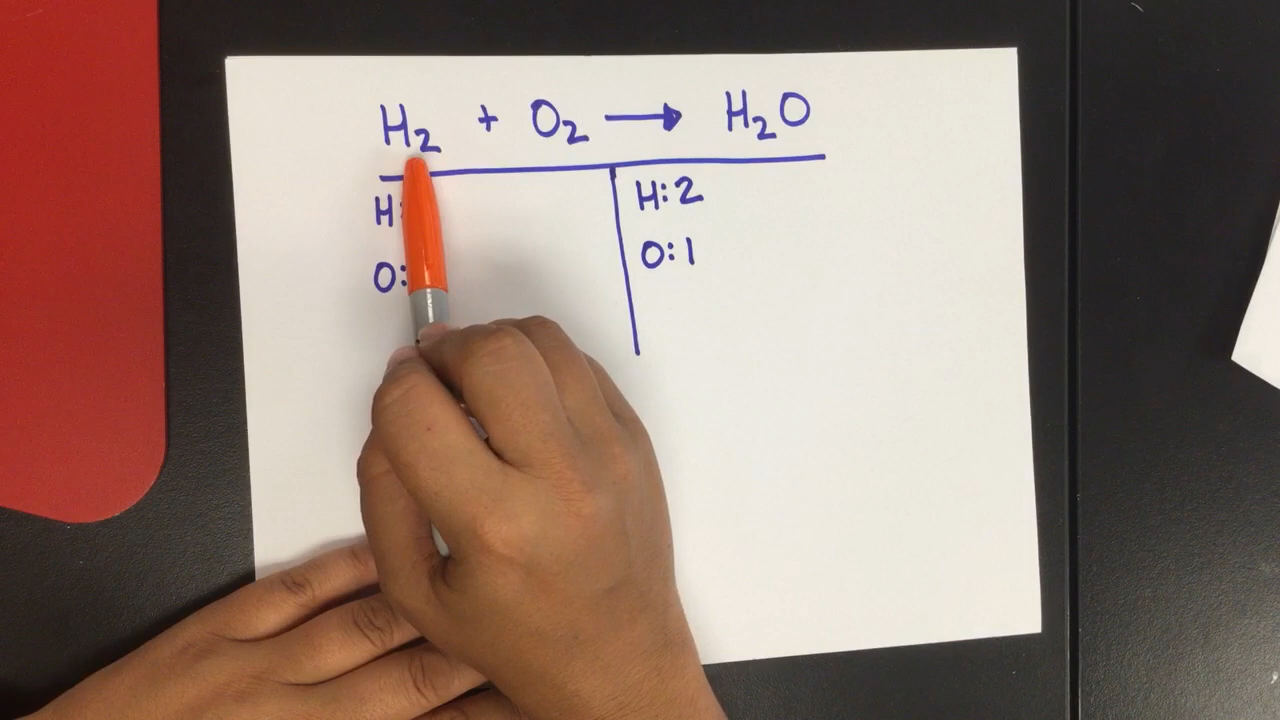 H₂ + O₂ → H₂O
H: H:2
O: O:1